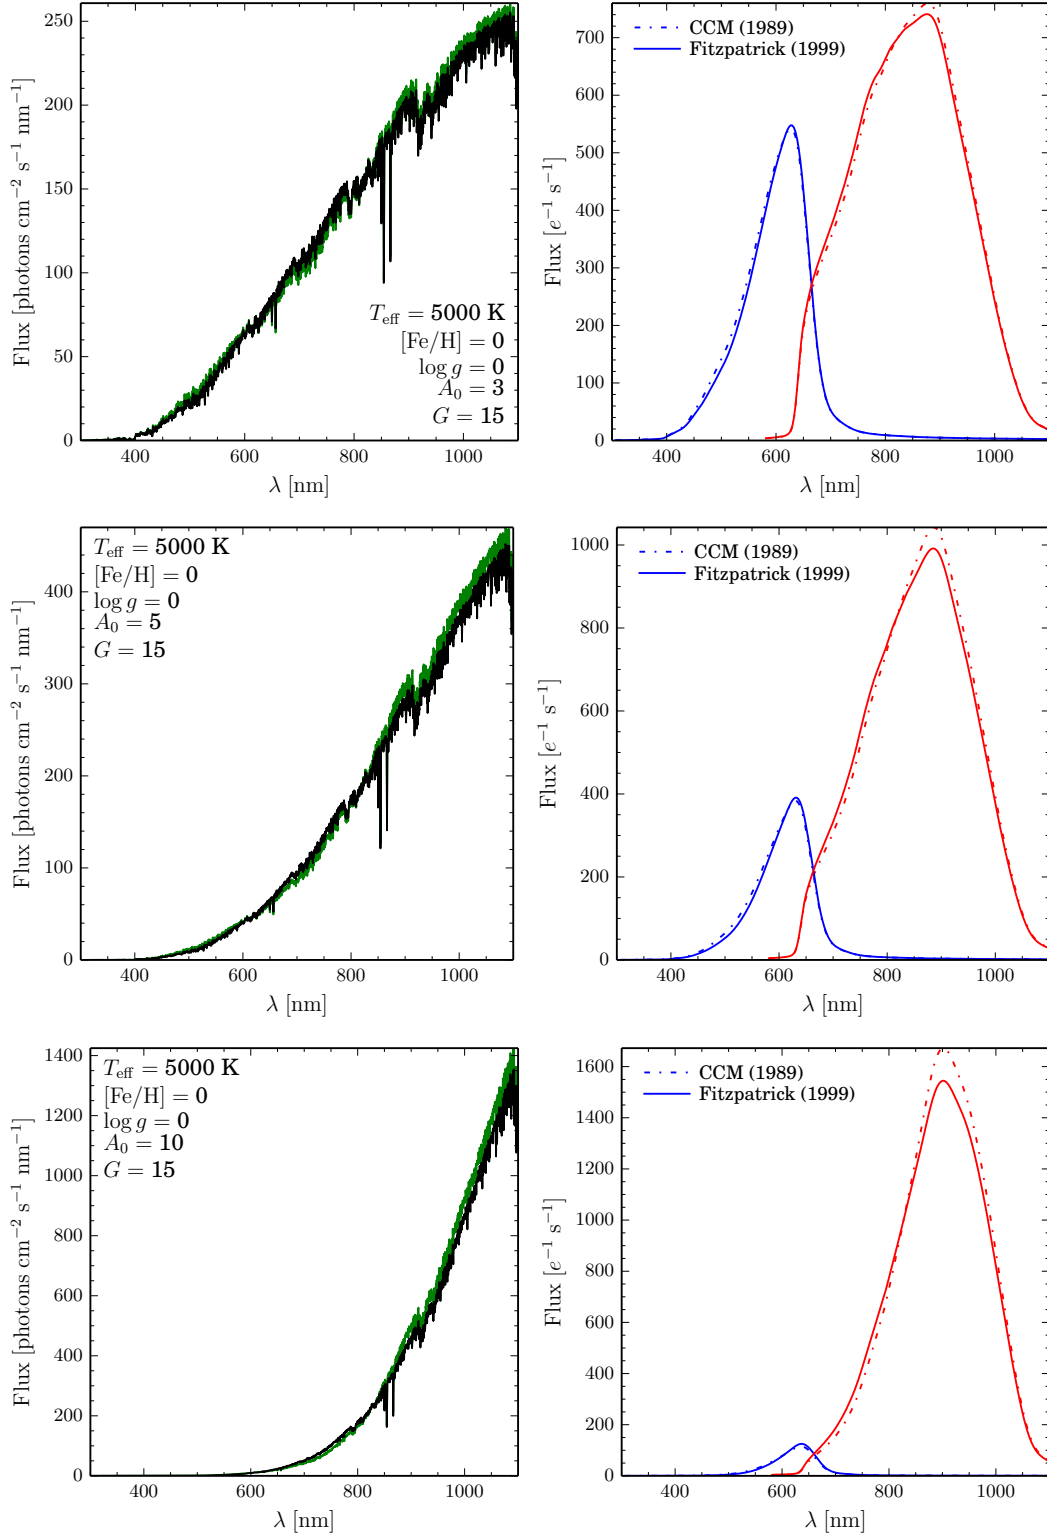 250
200
150
100
50
0
400 600 800 1000
Flux [photons cm⁻² s⁻¹ nm⁻¹]
λ [nm]
T_eff = 5000 K
[Fe/H] = 0
log g = 0
A₀ = 3
G = 15
700
600
500
400
300
200
100
0
400 600 800 1000
Flux [e⁻¹ s⁻¹]
λ [nm]
CCM (1989)
Fitzpatrick (1999)
400
300
200
100
0
400 600 800 1000
Flux [photons cm⁻² s⁻¹ nm⁻¹]
λ [nm]
T_eff = 5000 K
[Fe/H] = 0
log g = 0
A₀ = 5
G = 15
1000
800
600
400
200
0
400 600 800 1000
Flux [e⁻¹ s⁻¹]
λ [nm]
CCM (1989)
Fitzpatrick (1999)
1400
1200
1000
800
600
400
200
0
400 600 800 1000
Flux [photons cm⁻² s⁻¹ nm⁻¹]
λ [nm]
T_eff = 5000 K
[Fe/H] = 0
log g = 0
A₀ = 10
G = 15
1600
1400
1200
1000
800
600
400
200
0
400 600 800 1000
Flux [e⁻¹ s⁻¹]
λ [nm]
CCM (1989)
Fitzpatrick (1999)